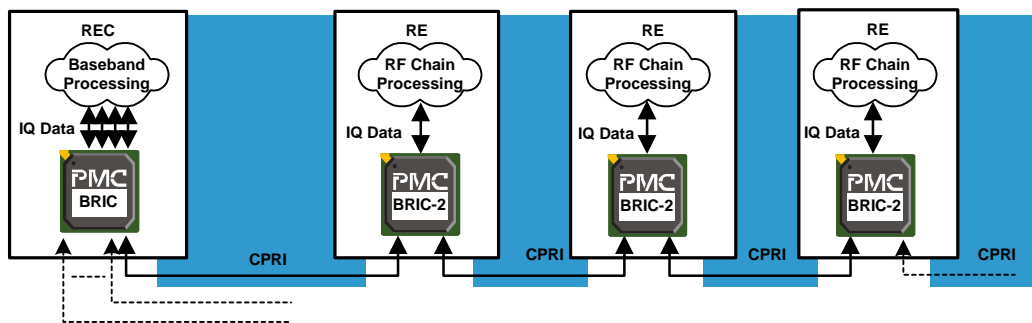 REC
Baseband
Processing
IQ Data
PMC
BRIC
RE
RF Chain
Processing
IQ Data
PMC
BRIC-2
RE
RF Chain
Processing
IQ Data
PMC
BRIC-2
RE
RF Chain
Processing
IQ Data
PMC
BRIC-2
CPRI
CPRI
CPRI
CPRI